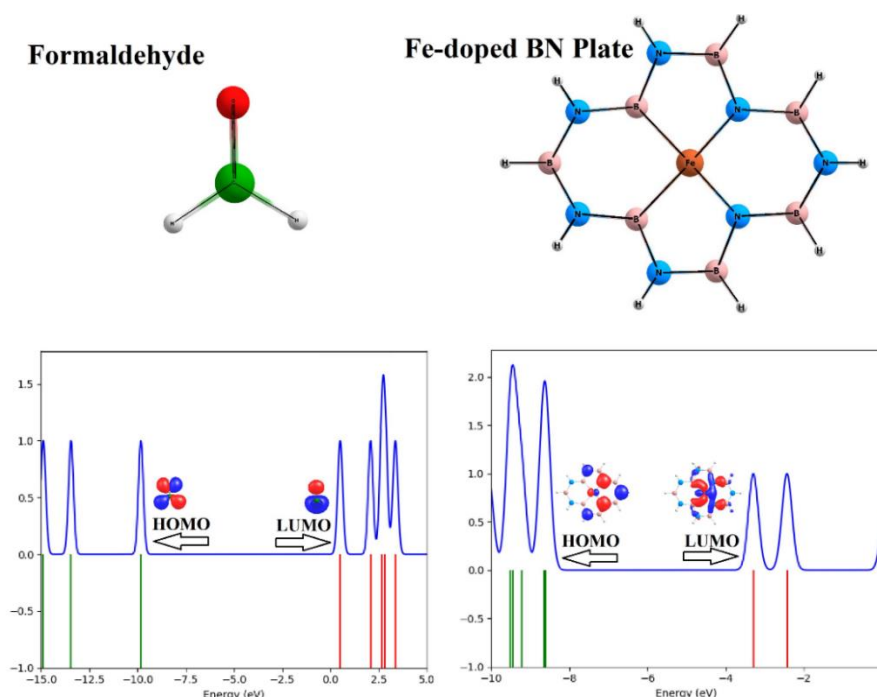 Formaldehyde
Fe-doped BN Plate
H
N B
H H
N B N B
H Fe B N H
N B N B
H H
N B
H H
1.5
1.0
0.5
0.0
−0.5
−1.0
HOMO LUMO
−15.0 −12.5 −10.0 −7.5 −5.0 −2.5 0.0 2.5 5.0
Energy (eV)
2.0
1.5
1.0
0.5
0.0
−0.5
−1.0
HOMO LUMO
−10 −8 −6 −4 −2
Energy (eV)